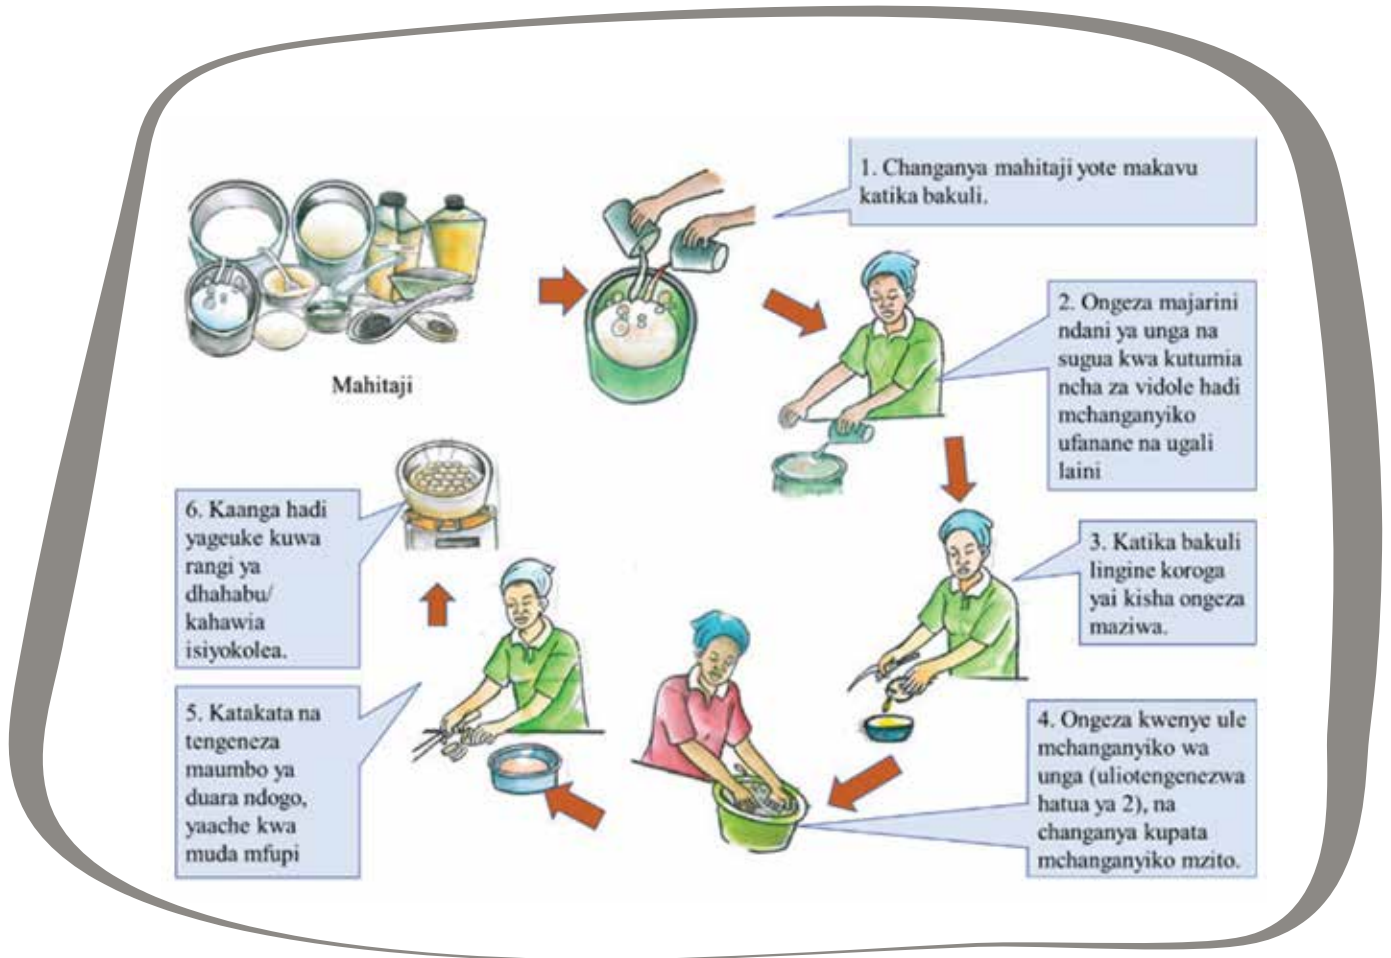 Mahitaji
1. Changanya mahitaji yote makavu
katika bakuli.
2. Ongeza majarini
ndani ya unga na
sugua kwa kutumia
ncha za vidole hadi
mchanganyiko
ufanane na ugali
laini
3. Katika bakuli
lingine koroga
yai kisha ongeza
maziwa.
4. Ongeza kwenye ule
mchanganyiko wa
unga (uliotengenezwa
hatua ya 2), na
changanya kupata
mchanganyiko mzito.
5. Katakata na
tengeneza
maumbo ya
duara ndogo,
yaache kwa
muda mfupi
6. Kaanga hadi
yageuke kuwa
rangi ya
dhahabu/
kahawia
isiyokolea.